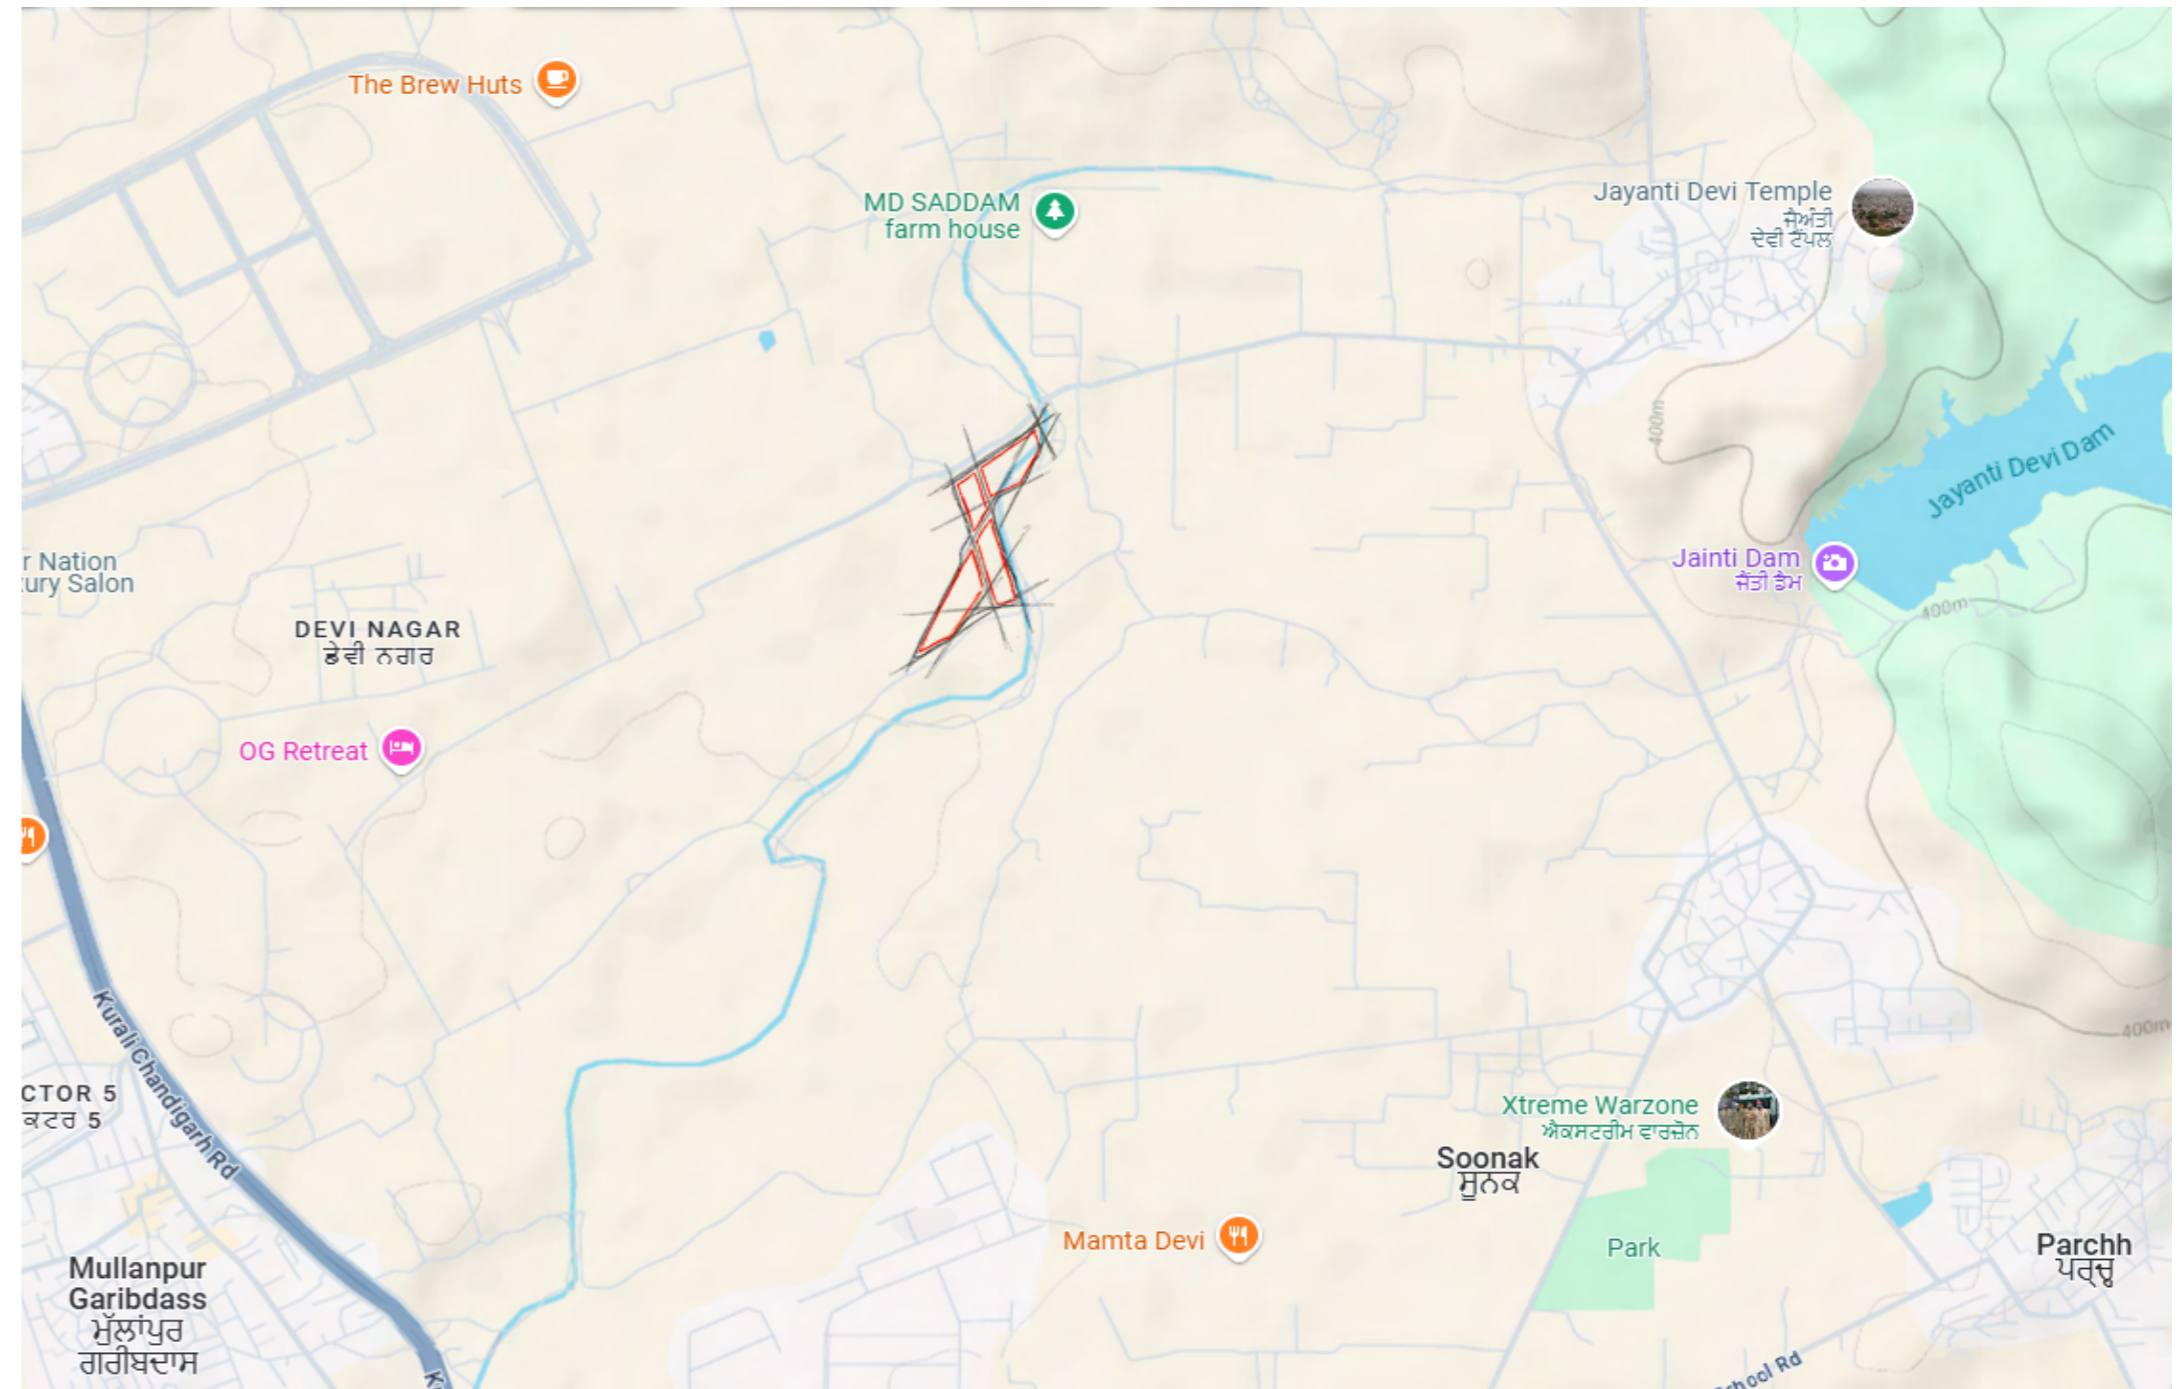 The Brew Huts
MD SADDAM
farm house
Jayanti Devi Temple
ਜੈਅੰਤੀ
ਦੇਵੀ ਟੈਂਪਲ
400m
Jayanti Devi Dam
Jainti Dam
ਜੈਂਤੀ ਡੈਮ
400m
r Nation
ury Salon
DEVI NAGAR
ਡੇਵੀ ਨਗਰ
OG Retreat
Kurali Chandigarh Rd
400m
CTOR 5
ਕਟਰ 5
Xtreme Warzone
ਐਕਸਟਰੀਮ ਵਾਰਜ਼ੋਨ
Soonak
ਸੂਨਕ
Mamta Devi
Park
Parchh
ਪਰ੍ਚ੍ਹ
Mullanpur
Garibdass
ਮੁੱਲਾਂਪੁਰ
ਗਰੀਬਦਾਸ
hool Rd